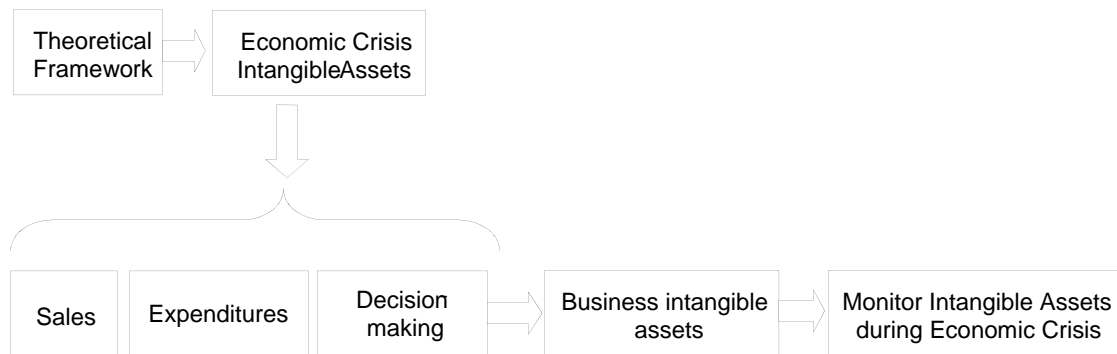 Theoretical
Framework
Economic Crisis
IntangibleAssets
Sales
Expenditures
Decision
making
Business intangible
assets
Monitor Intangible Assets
during Economic Crisis